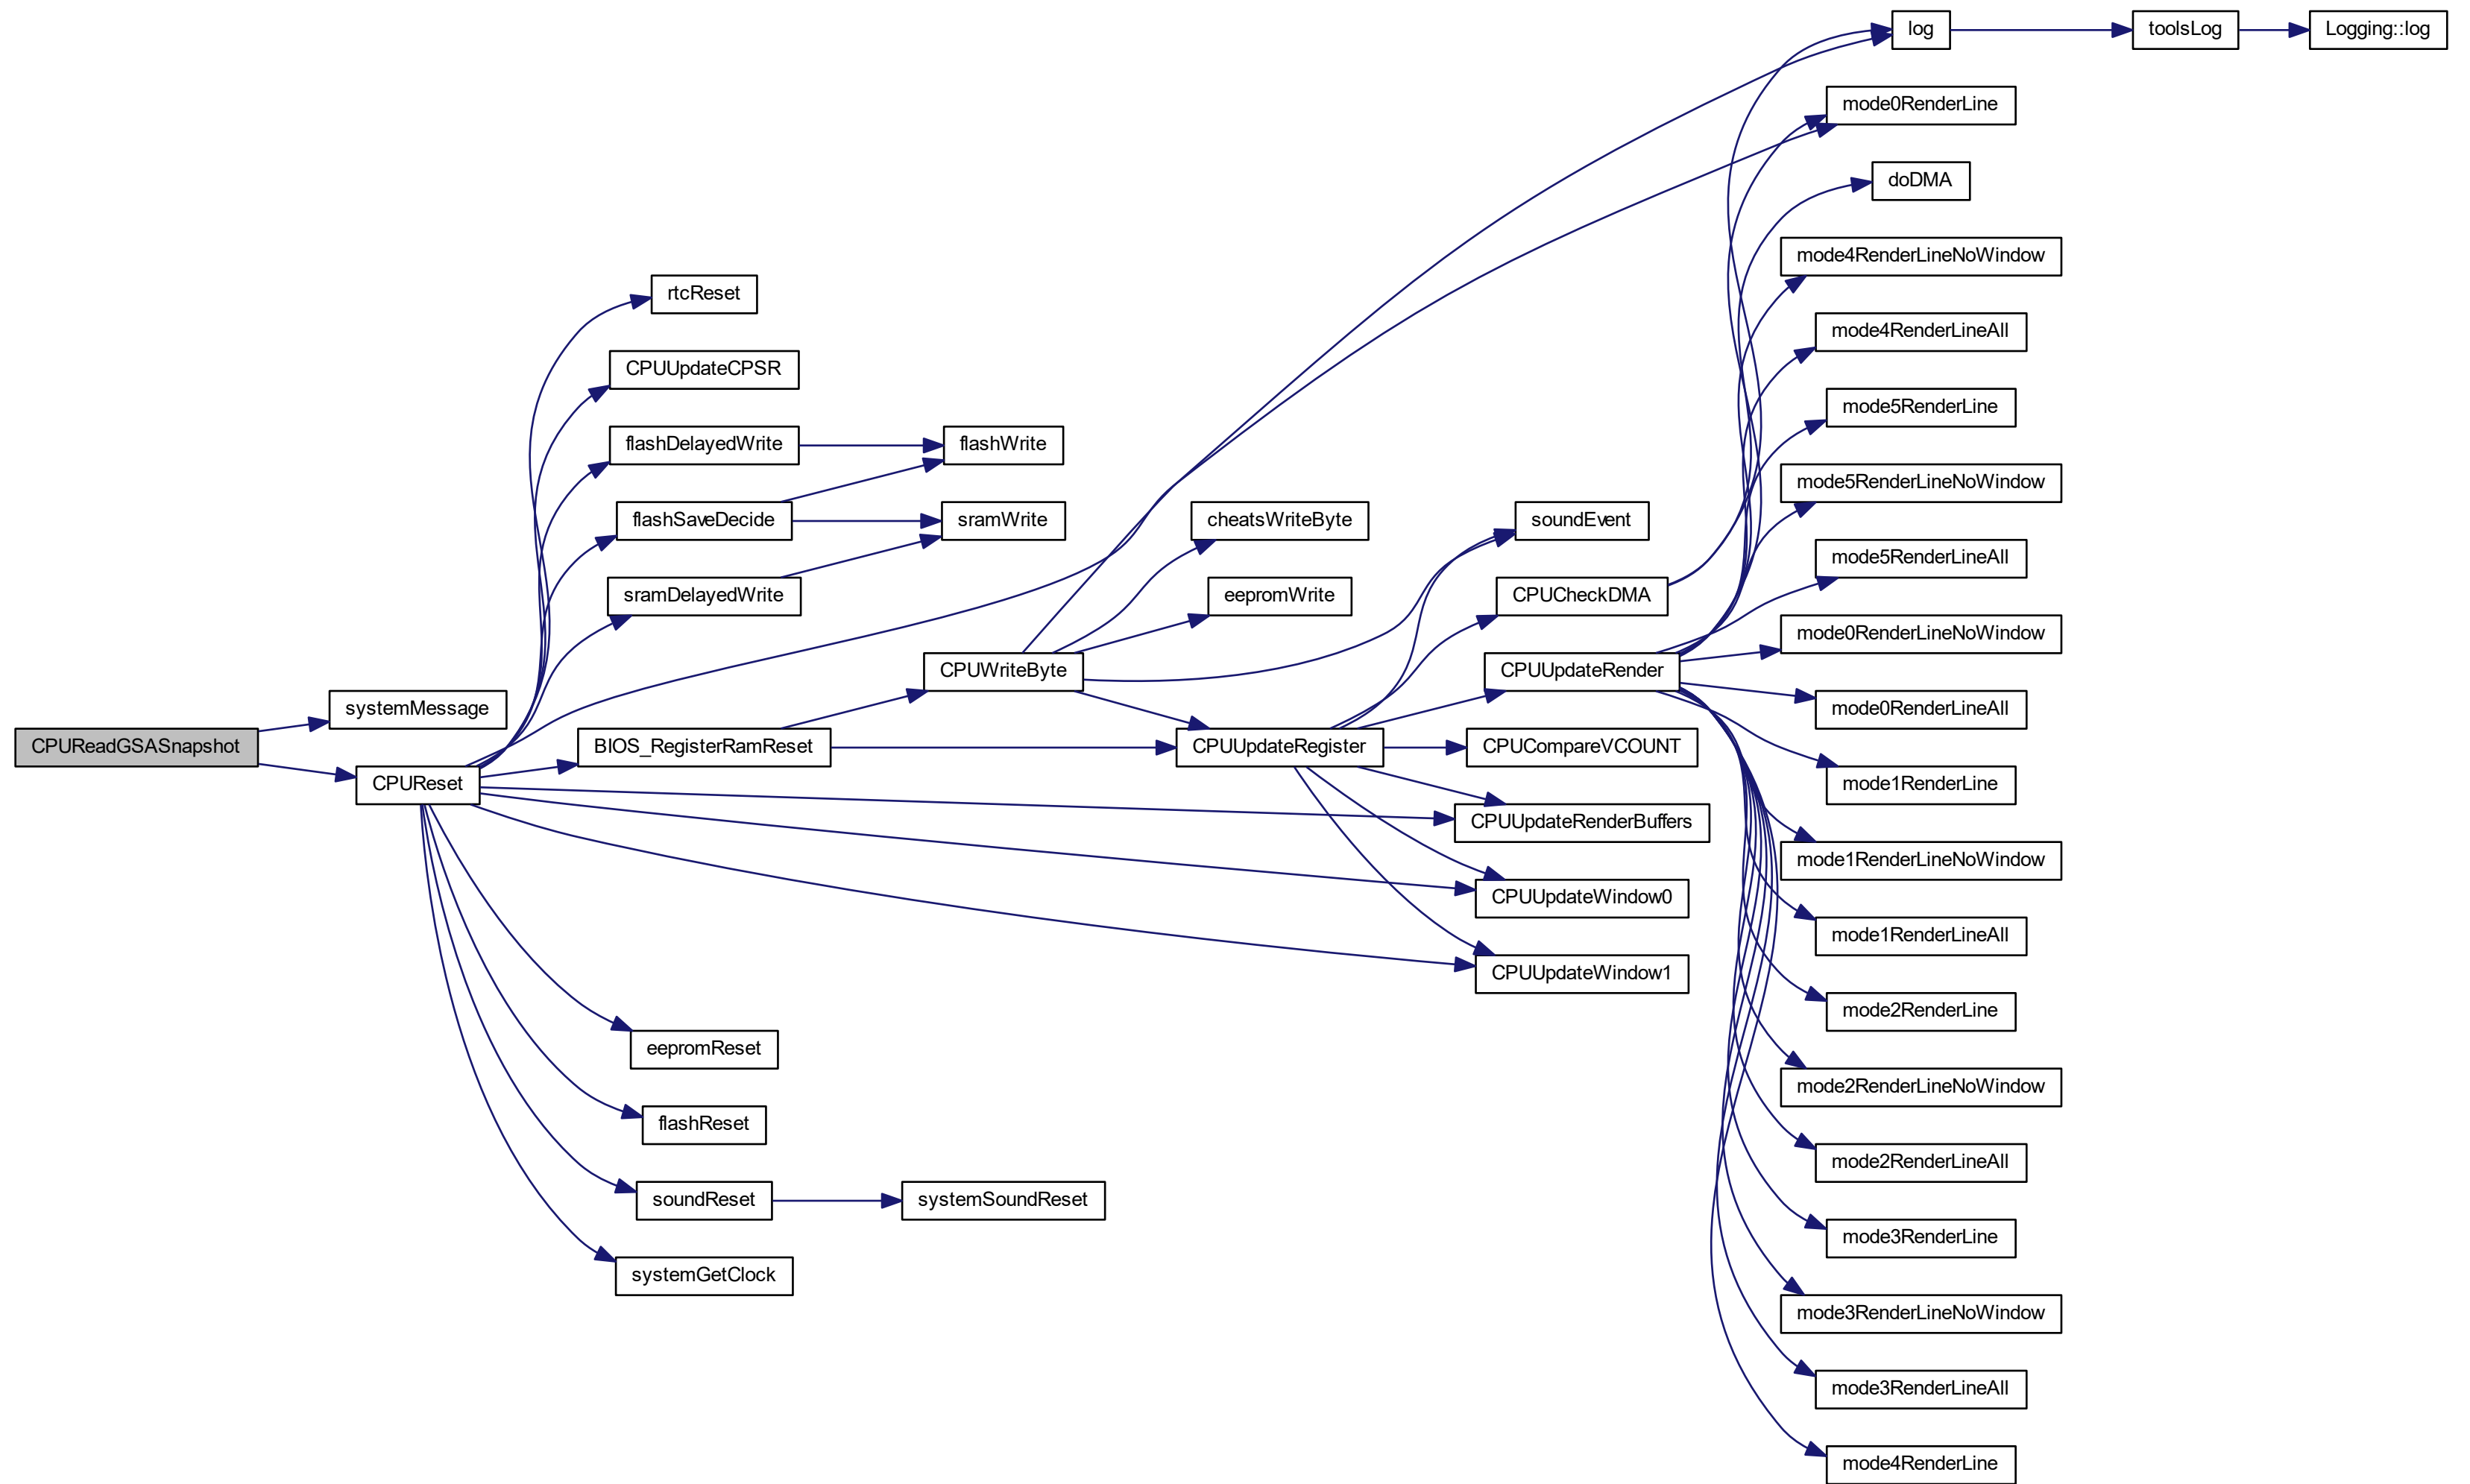 CPUReadGSASnapshot
systemMessage
CPUReset
rtcReset
CPUUpdateCPSR
flashDelayedWrite
flashSaveDecide
sramDelayedWrite
BIOS_RegisterRamReset
eepromReset
flashReset
soundReset
systemGetClock
flashWrite
sramWrite
CPUWriteByte
systemSoundReset
cheatsWriteByte
eepromWrite
CPUUpdateRegister
soundEvent
CPUCheckDMA
CPUUpdateRender
CPUCompareVCOUNT
CPUUpdateRenderBuffers
CPUUpdateWindow0
CPUUpdateWindow1
log
mode0RenderLine
doDMA
mode4RenderLineNoWindow
mode4RenderLineAll
mode5RenderLine
mode5RenderLineNoWindow
mode5RenderLineAll
mode0RenderLineNoWindow
mode0RenderLineAll
mode1RenderLine
mode1RenderLineNoWindow
mode1RenderLineAll
mode2RenderLine
mode2RenderLineNoWindow
mode2RenderLineAll
mode3RenderLine
mode3RenderLineNoWindow
mode3RenderLineAll
mode4RenderLine
toolsLog
Logging::log